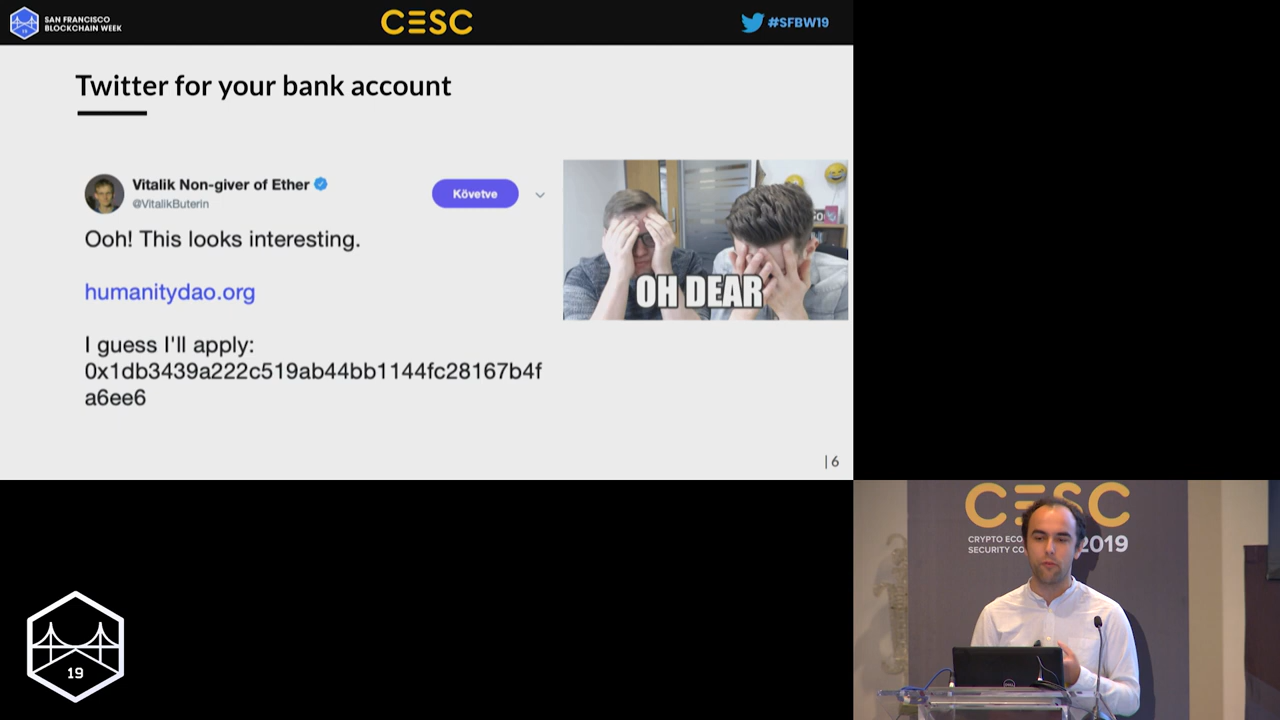 SAN FRANCISCO
BLOCKCHAIN WEEK
CESC
#SFBW19
Twitter for your bank account
Vitalik Non-giver of Ether
@VitalikButerin
Követve
Ooh! This looks interesting.
humanitydao.org
I guess I'll apply:
0x1db3439a222c519ab44bb1144fc28167b4f
a6ee6
OH DEAR
| 6
CESC
CRYPTO ECO
SECURITY CO
2019
19